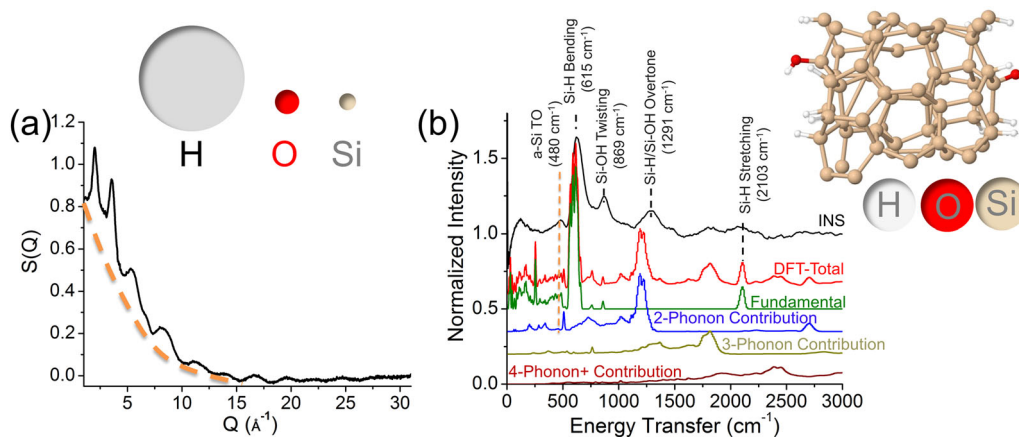 (a)
H
O
Si
S(Q)
1.2
1.0
0.8
0.6
0.4
0.2
0.0
5
10
15
20
25
30
Q (Å⁻¹)
(b)
a-Si TO
(480 cm⁻¹)
Si-H Bending
(615 cm⁻¹)
Si-OH Twisting
(869 cm⁻¹)
Si-H/Si-OH Overtone
(1291 cm⁻¹)
Si-H Stretching
(2103 cm⁻¹)
H
O
Si
Normalized Intensity
1.5
1.0
0.5
0.0
INS
DFT-Total
Fundamental
2-Phonon Contribution
3-Phonon Contribution
4-Phonon+ Contribution
0
500
1000
1500
2000
2500
3000
Energy Transfer (cm⁻¹)